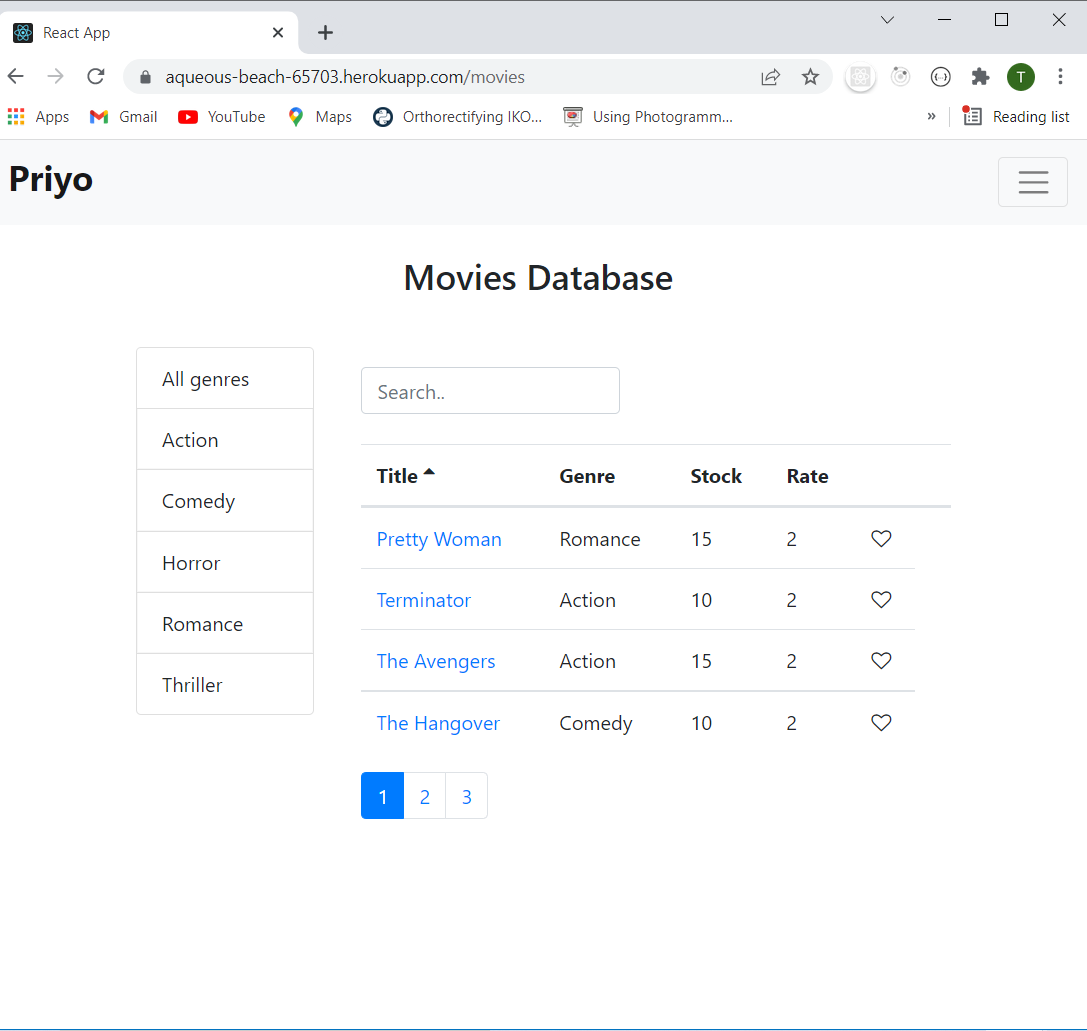 React App
aqueous-beach-65703.herokuapp.com/movies
T
Apps Gmail YouTube Maps Orthorectifying IKO... Using Photogramm... » Reading list
Priyo
Movies Database
All genres
Action
Comedy
Horror
Romance
Thriller
Search..
Title Genre Stock Rate
Pretty Woman Romance 15 2
Terminator Action 10 2
The Avengers Action 15 2
The Hangover Comedy 10 2
1 2 3